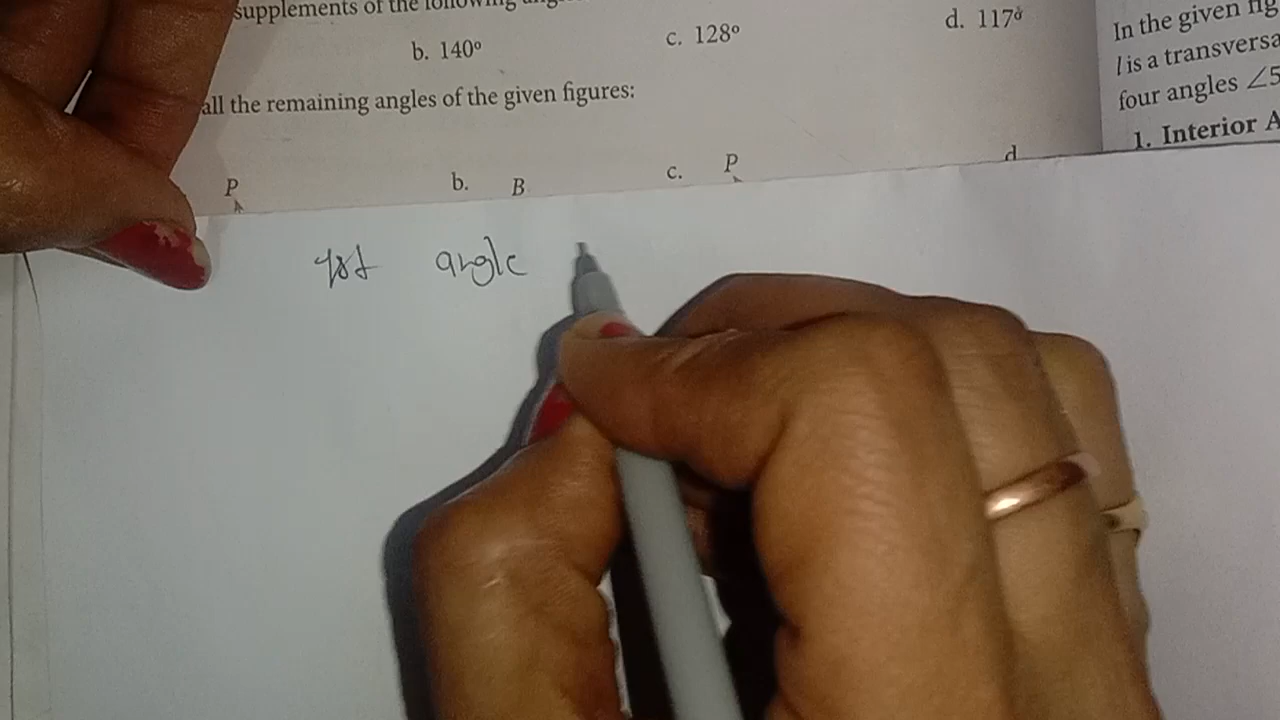 supplements of the following
b. 140° c. 128° d. 117°
all the remaining angles of the given figures:
P b. B c. P d
1st angle
In the given fig
l is a transversa
four angles ∠5
1. Interior A